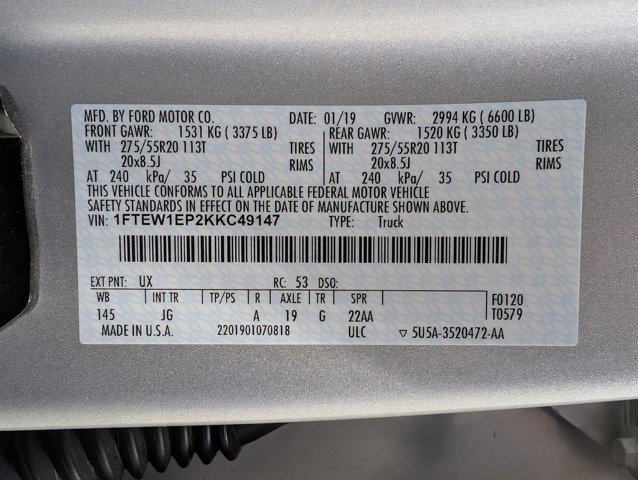 MFD. BY FORD MOTOR CO. DATE: 01/19 GVWR: 2994 KG ( 6600 LB)
FRONT GAWR: 1531 KG ( 3375 LB) REAR GAWR: 1520 KG ( 3350 LB)
WITH 275/55R20 113T TIRES WITH 275/55R20 113T TIRES
20x8.5J RIMS 20x8.5J RIMS
AT 240 kPa/ 35 PSI COLD AT 240 kPa/ 35 PSI COLD
THIS VEHICLE CONFORMS TO ALL APPLICABLE FEDERAL MOTOR VEHICLE
SAFETY STANDARDS IN EFFECT ON THE DATE OF MANUFACTURE SHOWN ABOVE.
VIN: 1FTEW1EP2KKC49147 TYPE: Truck
EXT PNT: UX RC: 53 DSO:
WB INT TR TP/PS R AXLE TR SPR F0120
145 JG A 19 G 22AA T0579
MADE IN U.S.A. 2201901070818 ULC ▽ 5U5A-3520472-AA